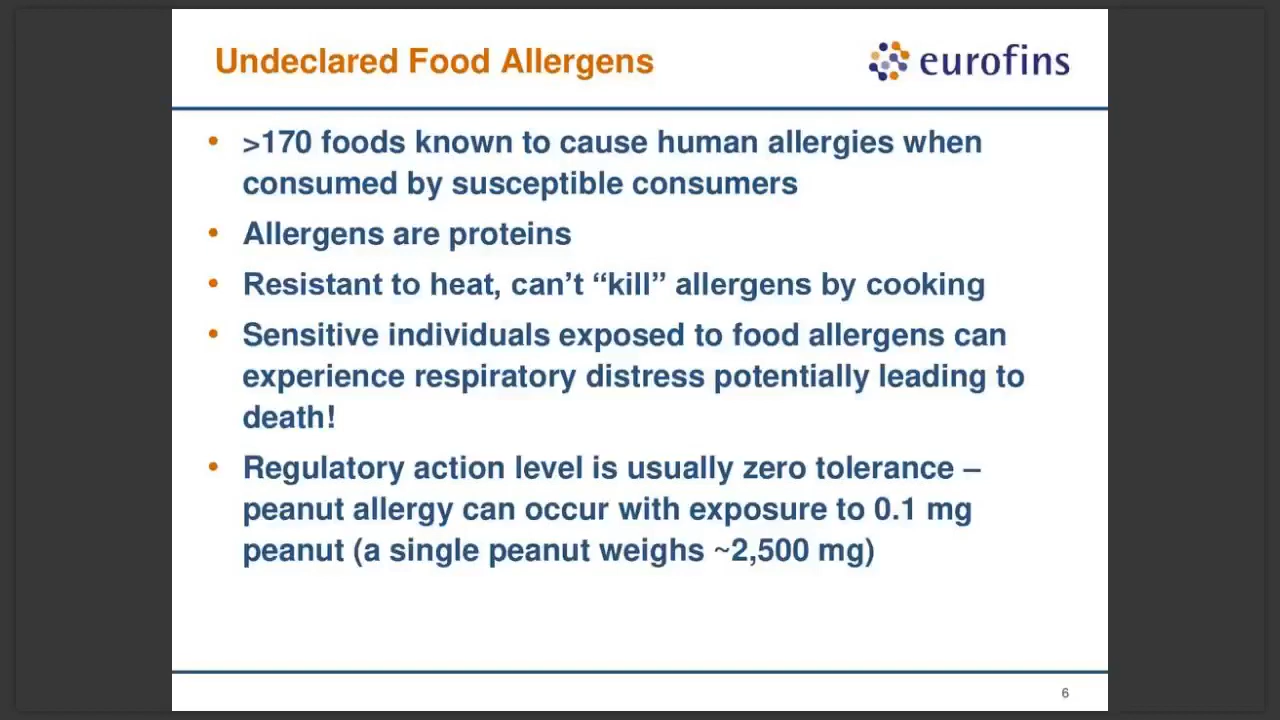 Undeclared Food Allergens
eurofins
• >170 foods known to cause human allergies when
consumed by susceptible consumers
• Allergens are proteins
• Resistant to heat, can’t “kill” allergens by cooking
• Sensitive individuals exposed to food allergens can
experience respiratory distress potentially leading to
death!
• Regulatory action level is usually zero tolerance –
peanut allergy can occur with exposure to 0.1 mg
peanut (a single peanut weighs ~2,500 mg)
6